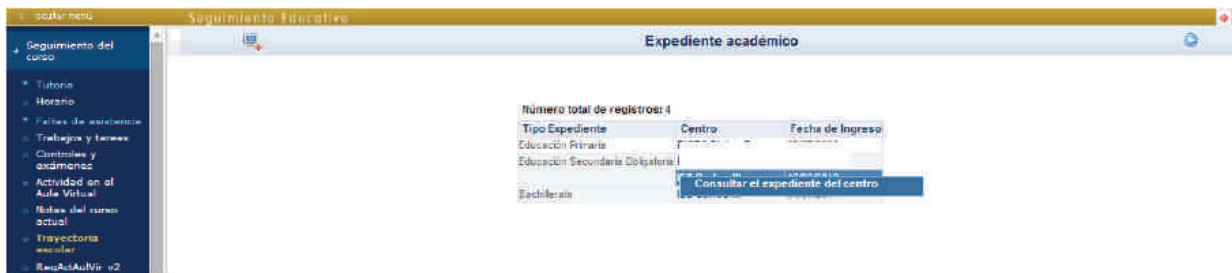 ocultar menú
Seguimiento Educativo
Seguimiento del
curso
Expediente académico
Tutoría
Horario
Faltas de asistencia
Trabajos y tareas
Controles y
exámenes
Actividad en el
Aula Virtual
Notas del curso
actual
Trayectoria
escolar
ReqActAulVir v2
Número total de registros: 4
Tipo Expediente Centro Fecha de Ingreso
Educación Primaria
Educación Secundaria Obligatoria
Consultar el expediente del centro
Bachillerato